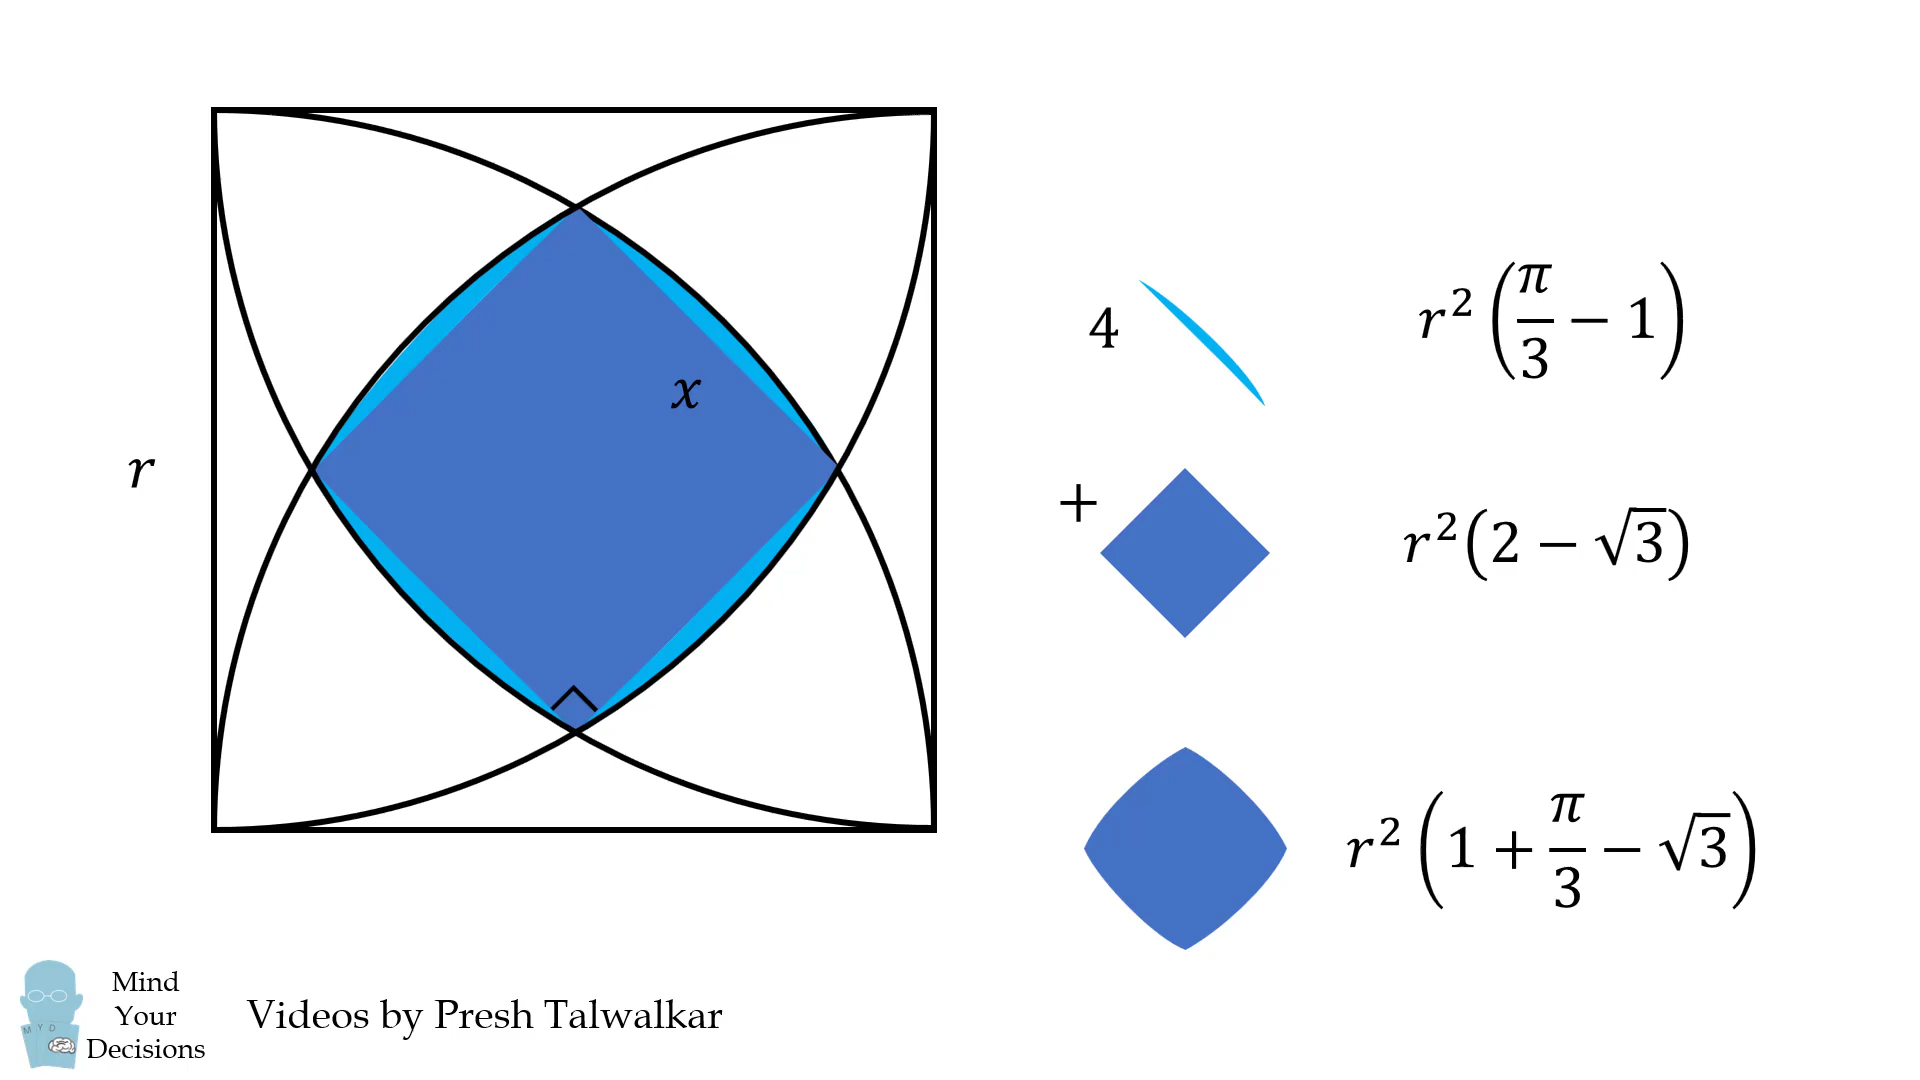 r
x
4
r²(π/3 − 1)
+
r²(2 − √3)
r²(1 + π/3 − √3)
M Y D
Mind
Your
Decisions
Videos by Presh Talwalkar